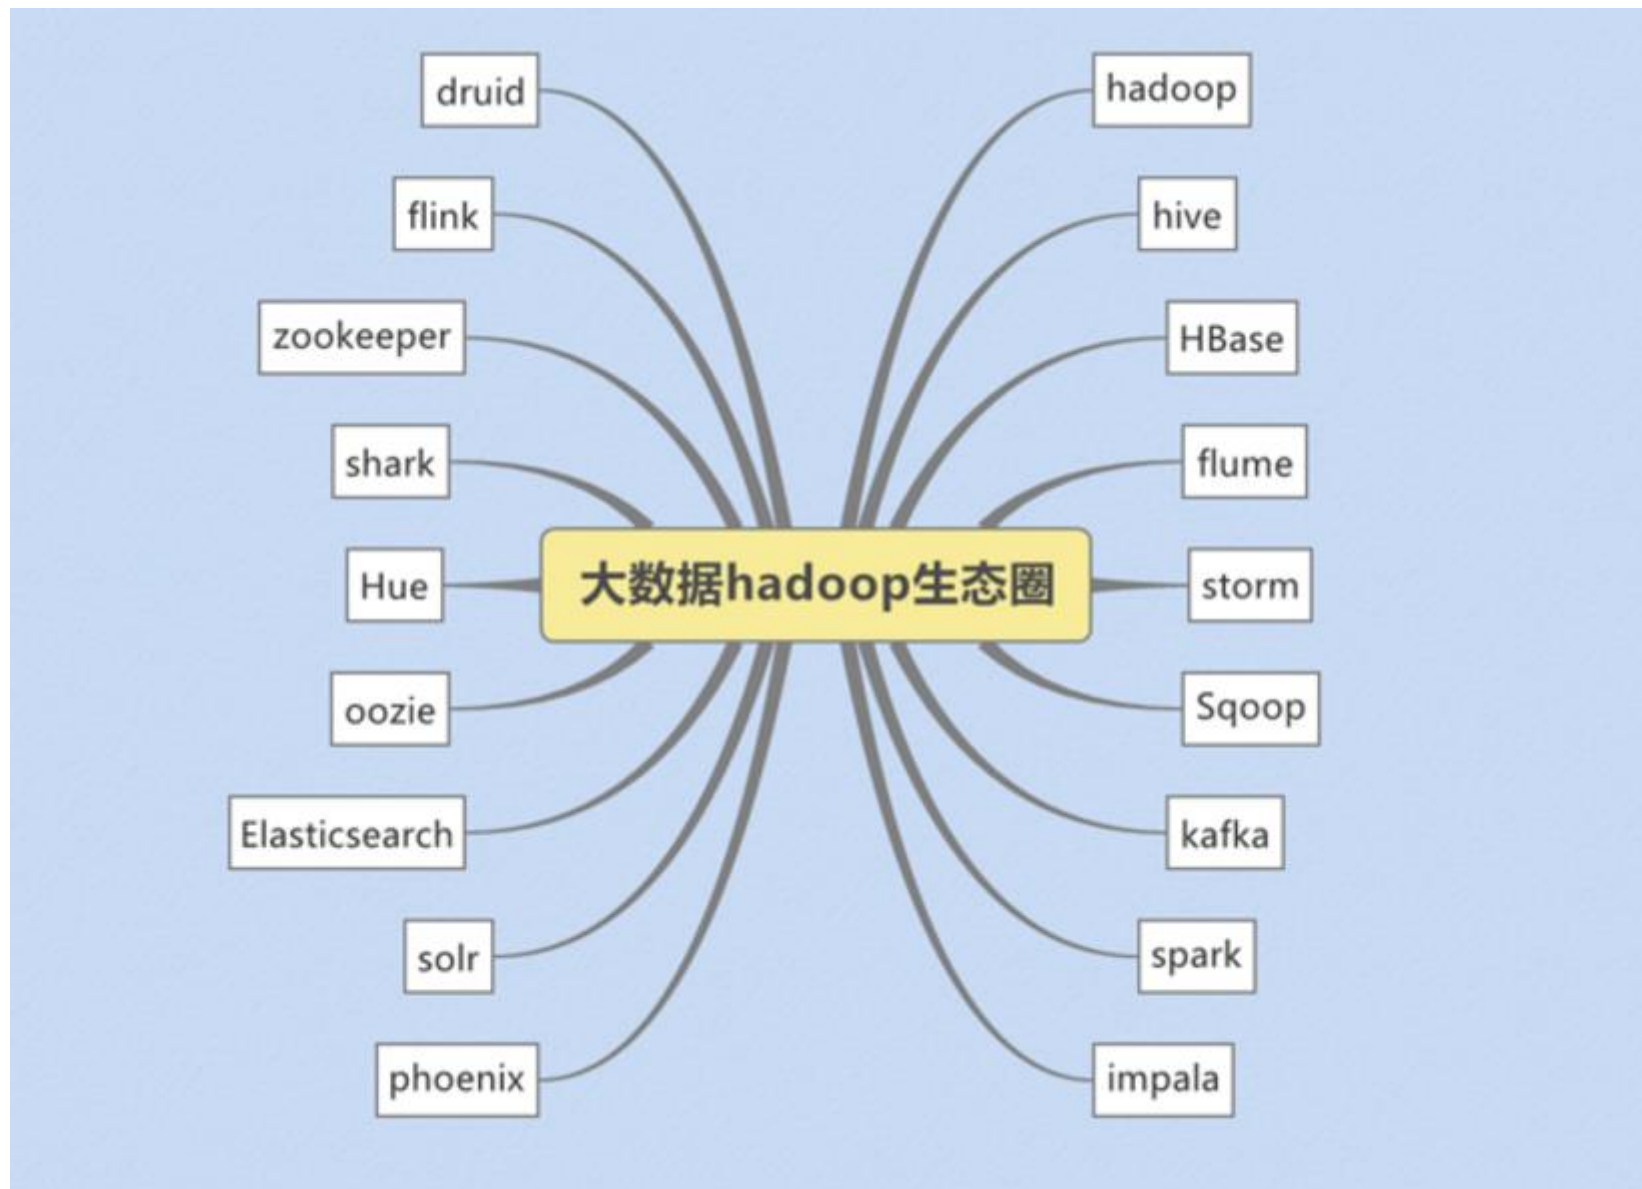 druid
flink
zookeeper
shark
Hue
oozie
Elasticsearch
solr
phoenix
大数据hadoop生态圈
hadoop
hive
HBase
flume
storm
Sqoop
kafka
spark
impala